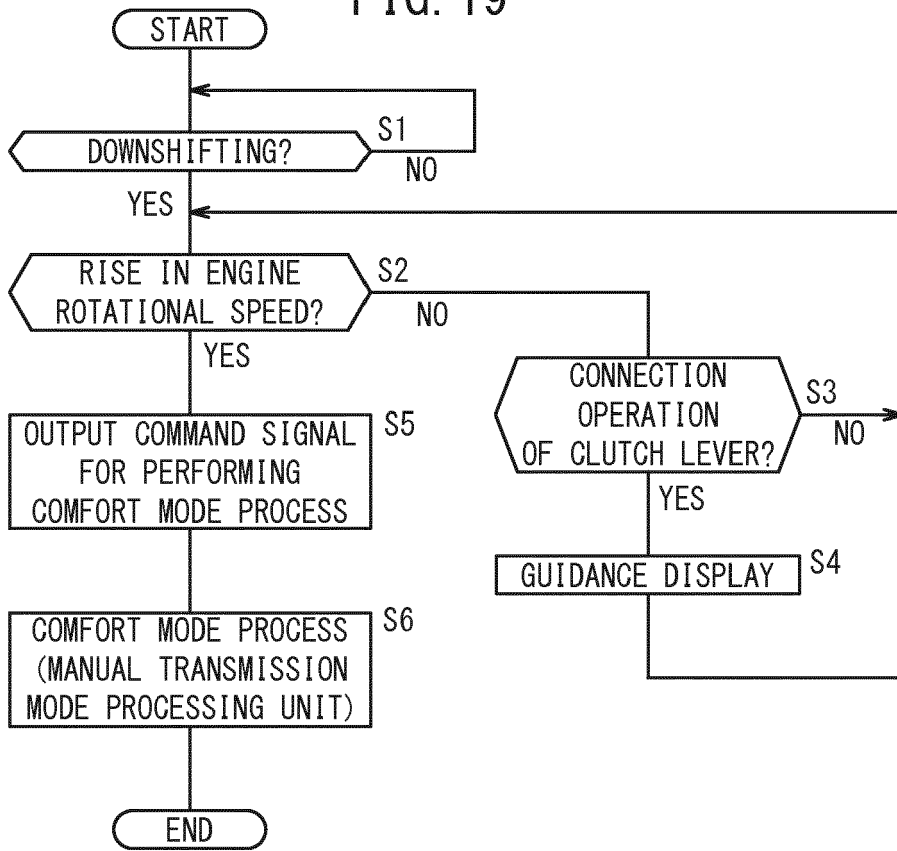 FIG. 19
START
DOWNSHIFTING?
S1
NO
YES
RISE IN ENGINE
ROTATIONAL SPEED?
S2
NO
YES
CONNECTION
OPERATION
OF CLUTCH LEVER?
S3
NO
YES
OUTPUT COMMAND SIGNAL
FOR PERFORMING
COMFORT MODE PROCESS
S5
GUIDANCE DISPLAY
S4
COMFORT MODE PROCESS
(MANUAL TRANSMISSION
MODE PROCESSING UNIT)
S6
END